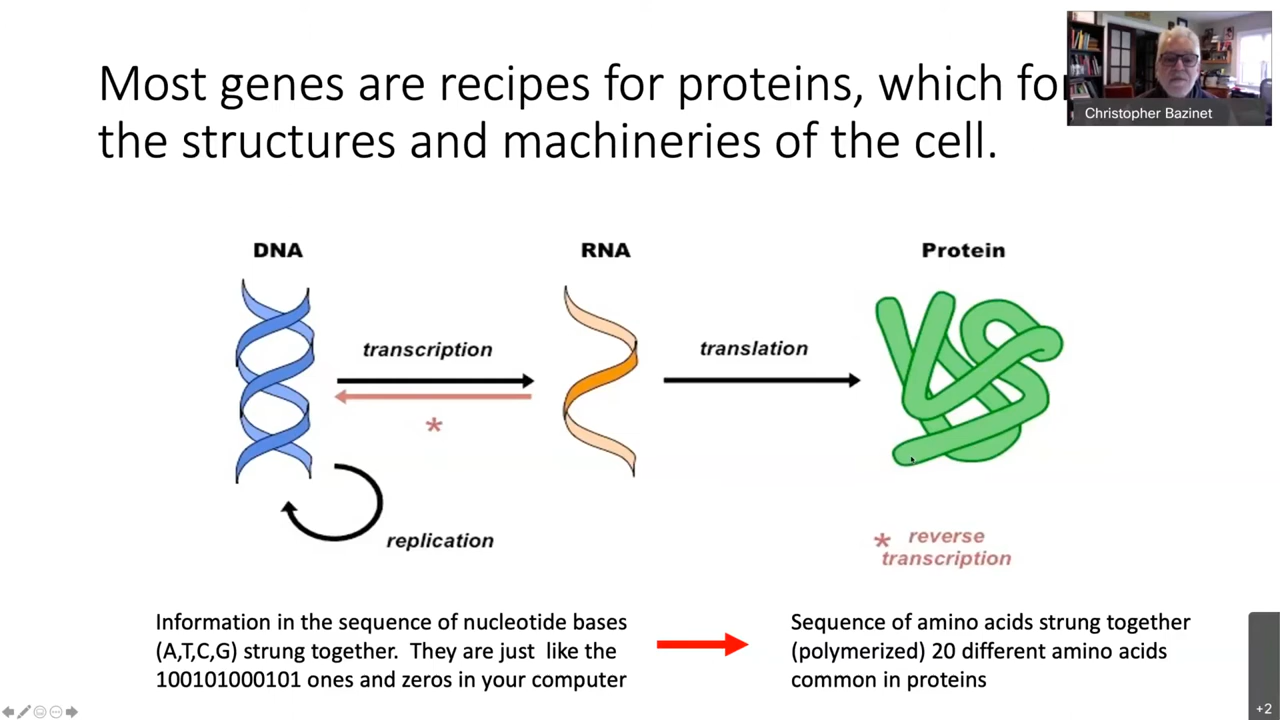 Most genes are recipes for proteins, which fo
the structures and machineries of the cell.
Christopher Bazinet
DNA
RNA
Protein
transcription
translation
*
replication
* reverse
transcription
Information in the sequence of nucleotide bases
(A,T,C,G) strung together. They are just like the
100101000101 ones and zeros in your computer
Sequence of amino acids strung together
(polymerized) 20 different amino acids
common in proteins
+2